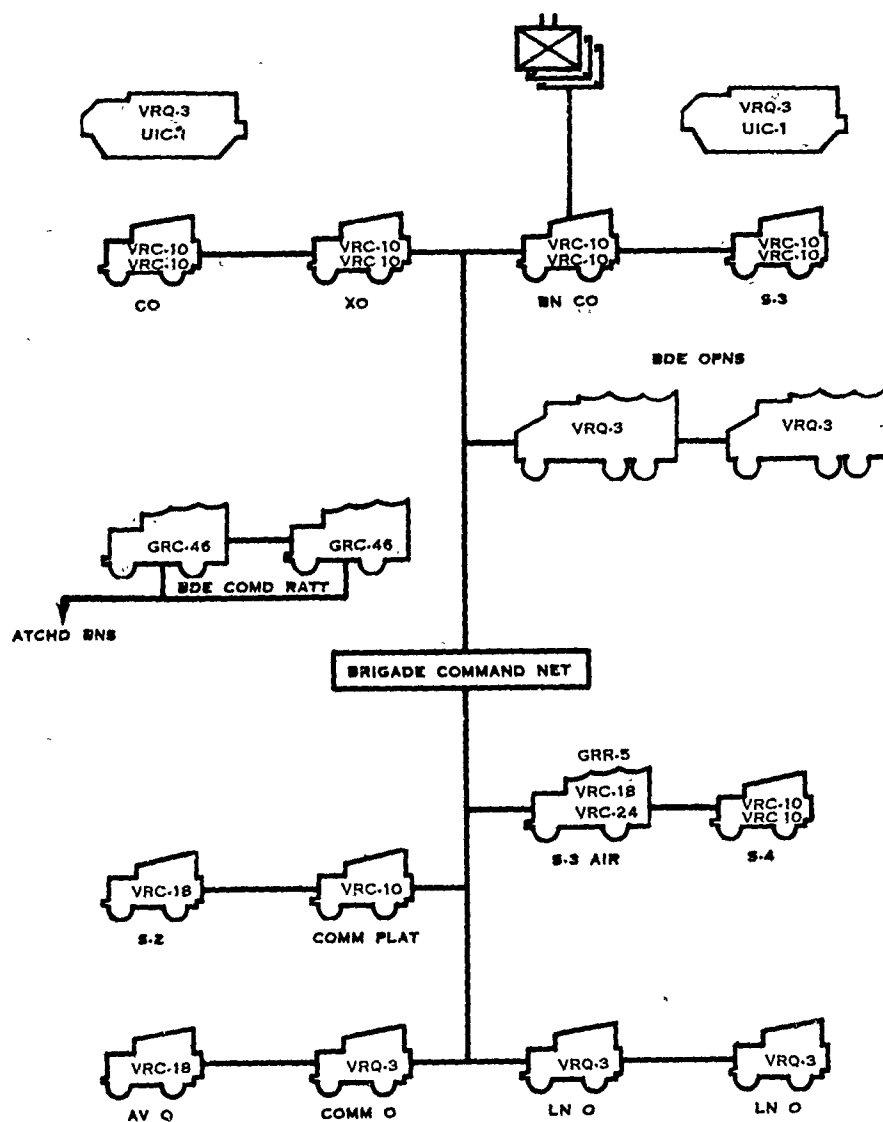 VRQ-3
UIC-1
VRQ-3
UIC-1
VRC-10
VRC-10
CO
VRC-10
VRC 10
XO
VRC-10
VRC-10
BN CO
VRC-10
VRC-10
S-3
BDE OPNS
VRQ-3
VRQ-3
GRC-46
GRC-46
BDE COMD RATT
ATCHD BNS
BRIGADE COMMAND NET
GRR-5
VRC-18
VRC-24
S-3 AIR
VRC-10
VRC 10
S-4
VRC-18
S-2
VRC-10
COMM PLAT
VRC-18
AV O
VRQ-3
COMM O
VRQ-3
LN O
VRQ-3
LN O